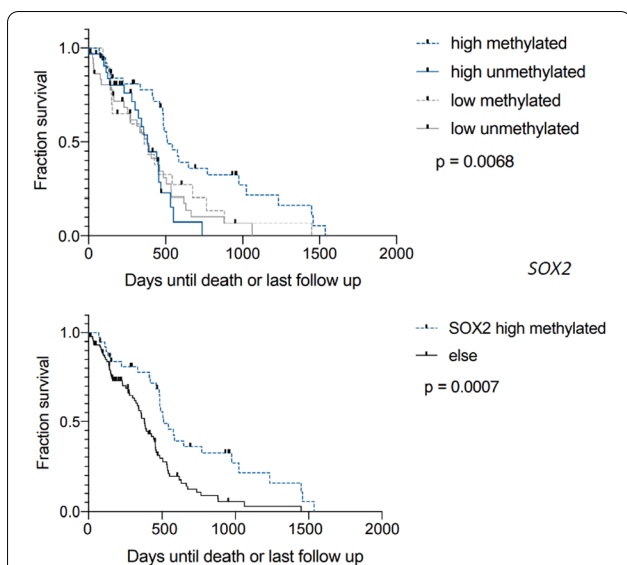 1.0
0.5
0.0
Fraction survival
0 500 1000 1500 2000
Days until death or last follow up
high methylated
high unmethylated
low methylated
low unmethylated
p = 0.0068
SOX2
1.0
0.5
0.0
Fraction survival
0 500 1000 1500 2000
Days until death or last follow up
SOX2 high methylated
else
p = 0.0007